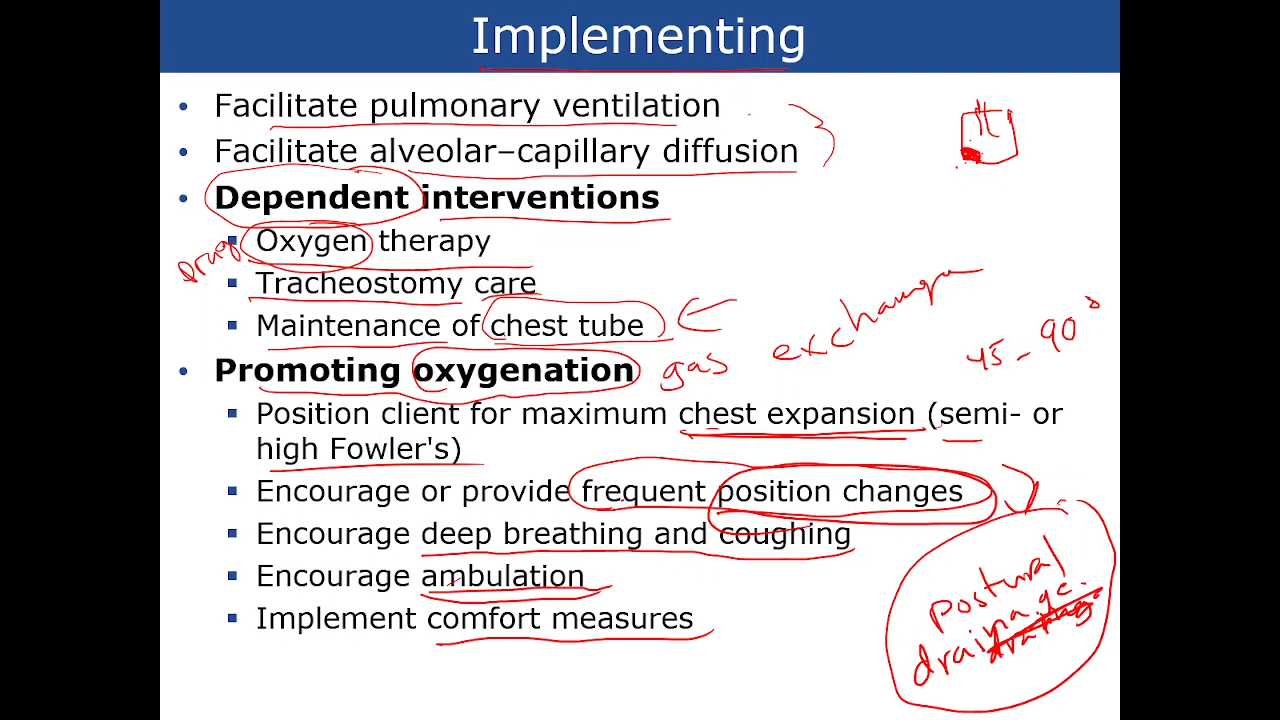 Implementing
• Facilitate pulmonary ventilation
• Facilitate alveolar–capillary diffusion
• Dependent interventions
▪ Oxygen therapy
Drug
▪ Tracheostomy care
▪ Maintenance of chest tube
• Promoting oxygenation
gas exchange
45 - 90°
▪ Position client for maximum chest expansion (semi- or
high Fowler's)
▪ Encourage or provide frequent position changes
▪ Encourage deep breathing and coughing
▪ Encourage ambulation
▪ Implement comfort measures
postural
drainage